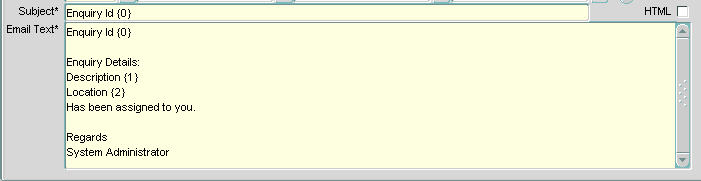 Subject* Enquiry Id {0} HTML
Email Text* Enquiry Id {0}
Enquiry Details:
Description {1}
Location {2}
Has been assigned to you.
Regards
System Administrator